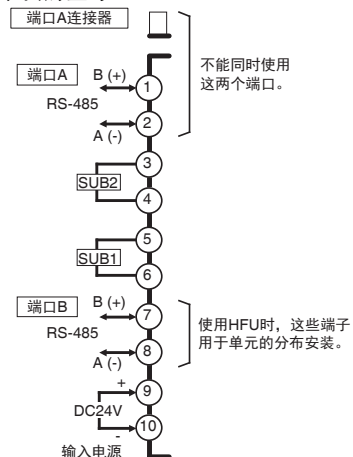 端口A连接器
不能同时使用
这两个端口。
端口A
B (+)
RS-485
A (-)
1
2
3
SUB2
4
5
SUB1
6
端口B
B (+)
RS-485
A (-)
7
8
使用HFU时，这些端子
用于单元的分布安装。
+
9
DC24V
-
10
输入电源